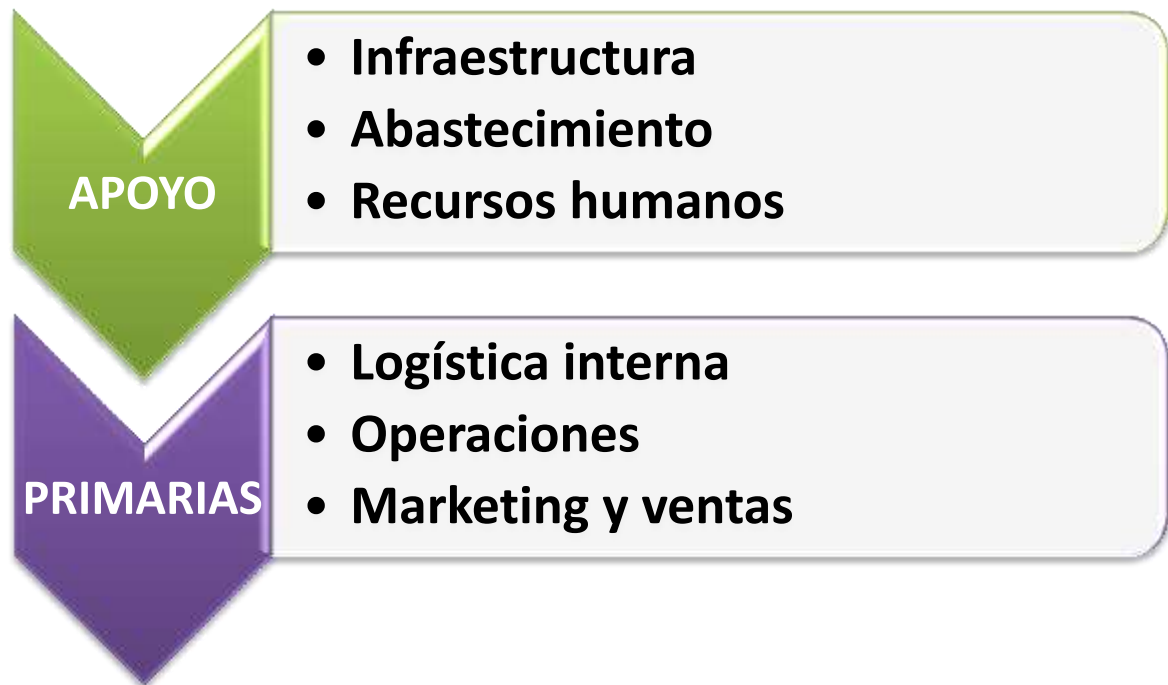 APOYO
• Infraestructura
• Abastecimiento
• Recursos humanos
PRIMARIAS
• Logística interna
• Operaciones
• Marketing y ventas